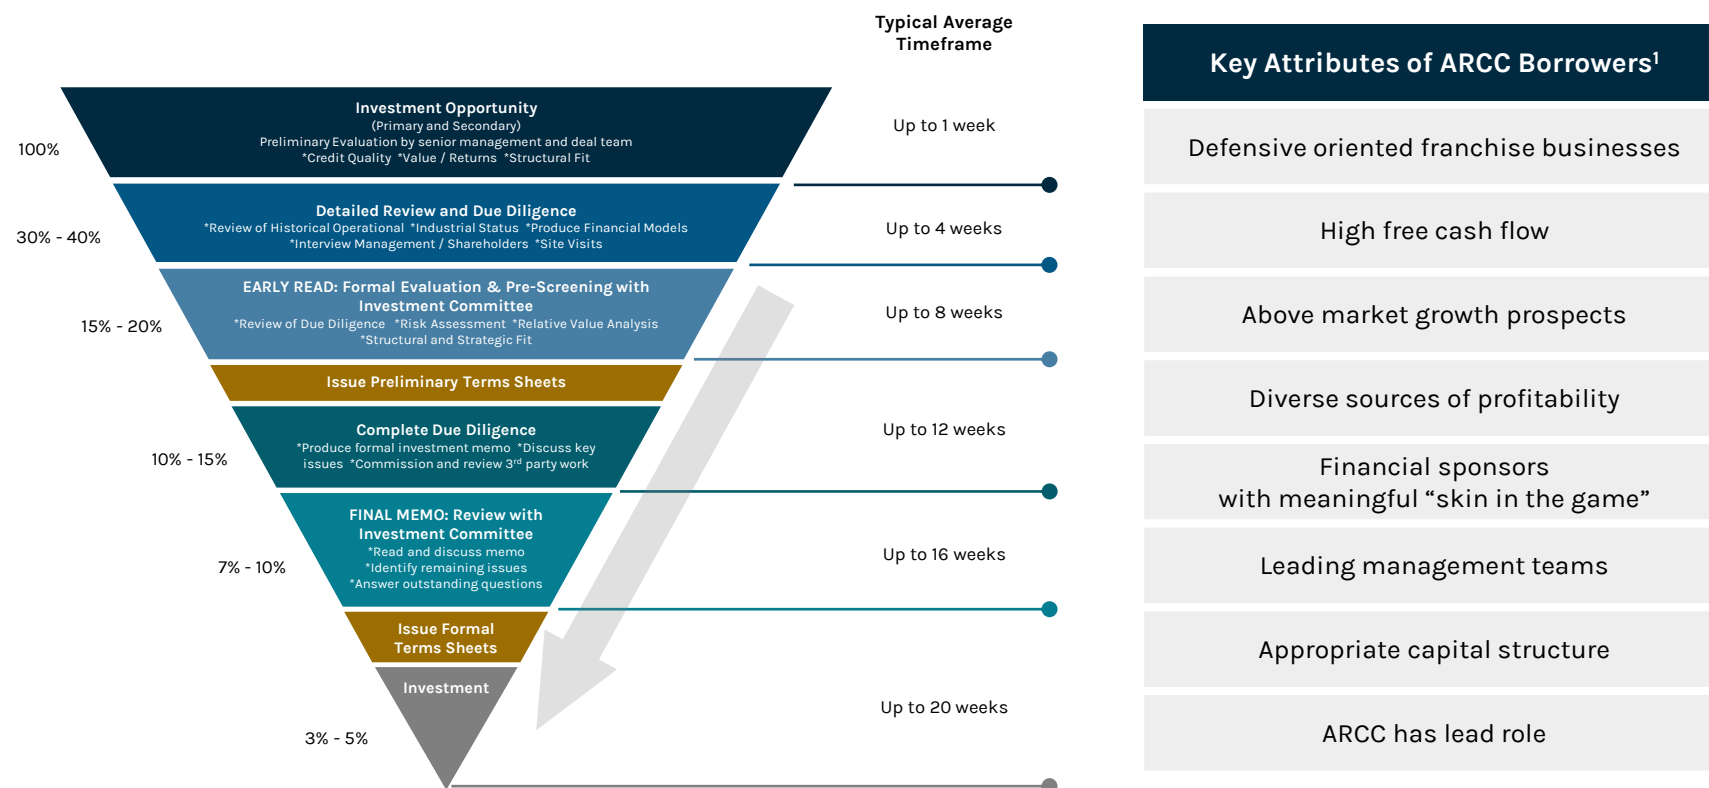 Typical Average
Timeframe
100%
Investment Opportunity
(Primary and Secondary)
Preliminary Evaluation by senior management and deal team
*Credit Quality *Value / Returns *Structural Fit
Up to 1 week
30% - 40%
Detailed Review and Due Diligence
*Review of Historical Operational *Industrial Status *Produce Financial Models
*Interview Management / Shareholders *Site Visits
Up to 4 weeks
15% - 20%
EARLY READ: Formal Evaluation & Pre-Screening with
Investment Committee
*Review of Due Diligence *Risk Assessment *Relative Value Analysis
*Structural and Strategic Fit
Up to 8 weeks
Issue Preliminary Terms Sheets
10% - 15%
Complete Due Diligence
*Produce formal investment memo *Discuss key
issues *Commission and review 3rd party work
Up to 12 weeks
7% - 10%
FINAL MEMO: Review with
Investment Committee
*Read and discuss memo
*Identify remaining issues
*Answer outstanding questions
Up to 16 weeks
Issue Formal
Terms Sheets
Investment
3% - 5%
Up to 20 weeks
Key Attributes of ARCC Borrowers¹
Defensive oriented franchise businesses
High free cash flow
Above market growth prospects
Diverse sources of profitability
Financial sponsors
with meaningful “skin in the game”
Leading management teams
Appropriate capital structure
ARCC has lead role